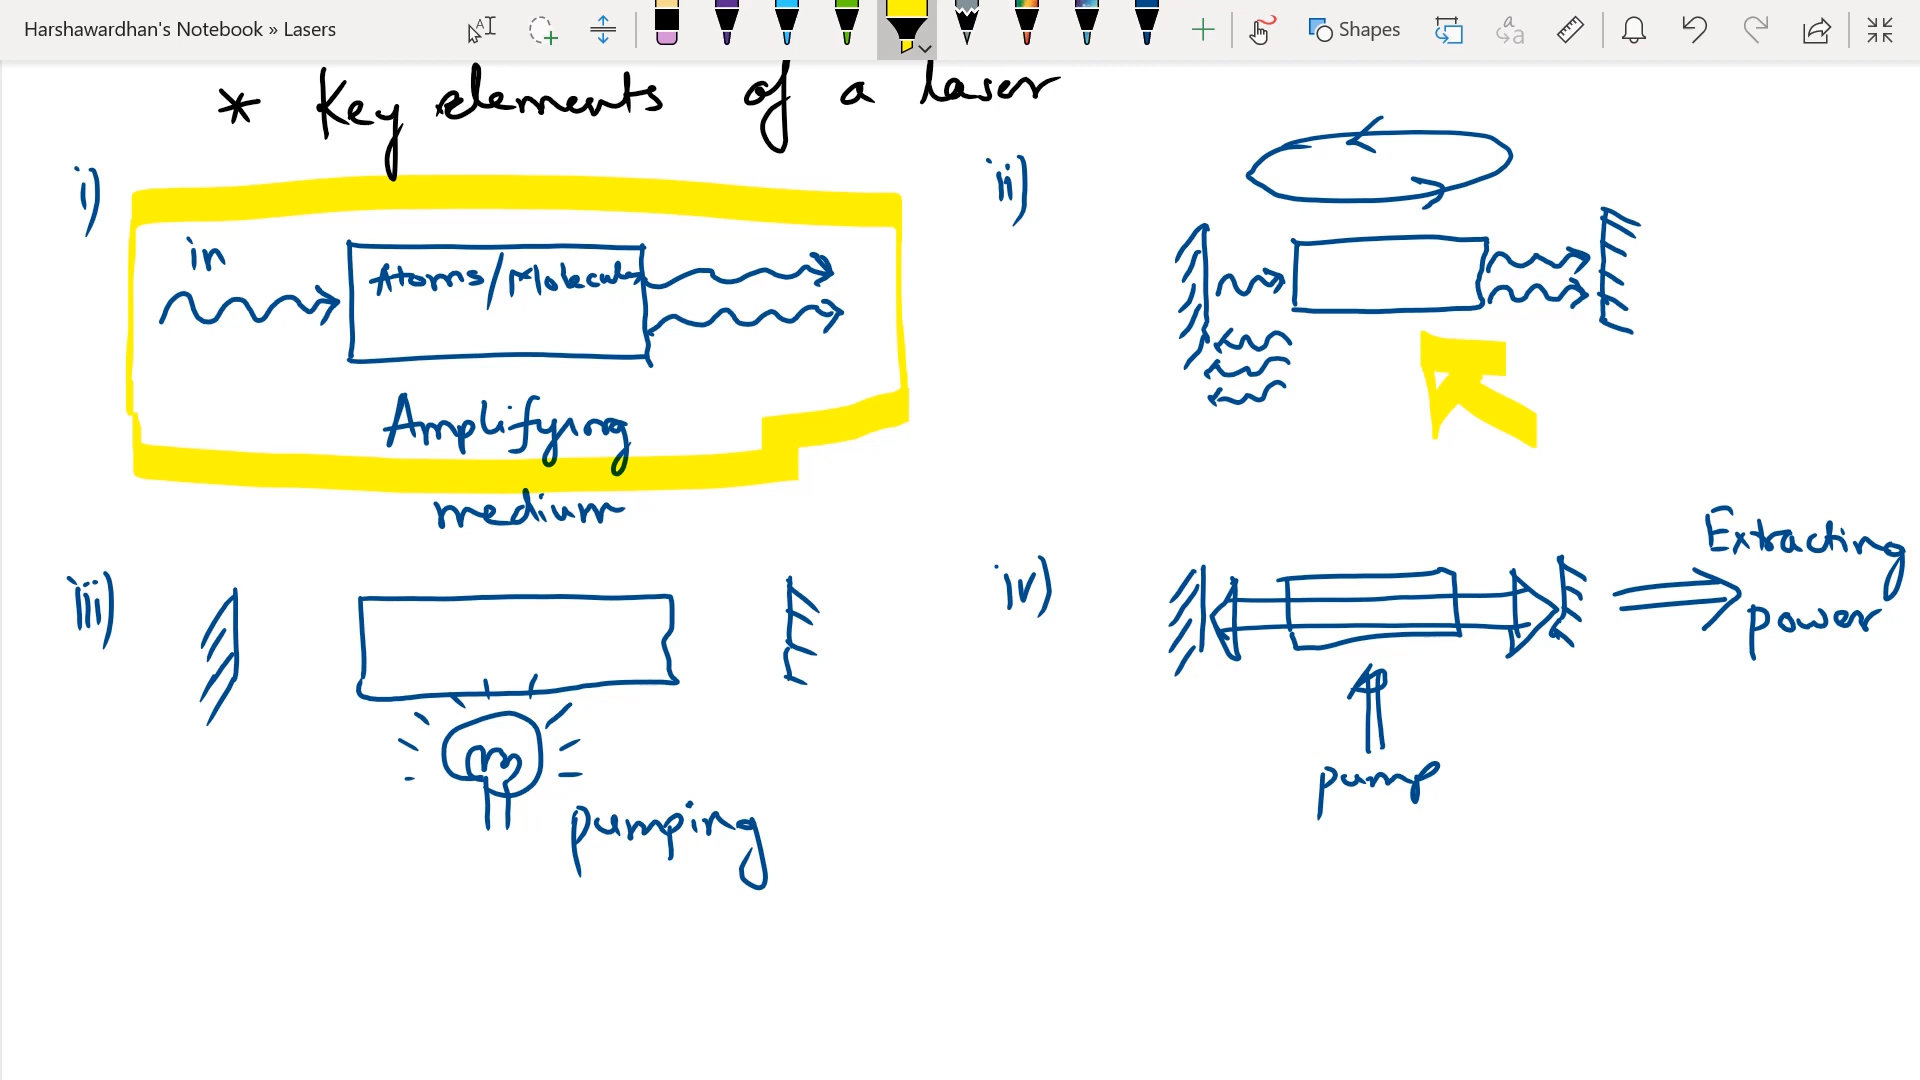 Harshawardhan's Notebook » Lasers
Shapes
* Key elements of a laser
i)
in
Atoms/Molecules
Amplifying
medium
ii)
iii)
pumping
iv)
Extracting
power
pump